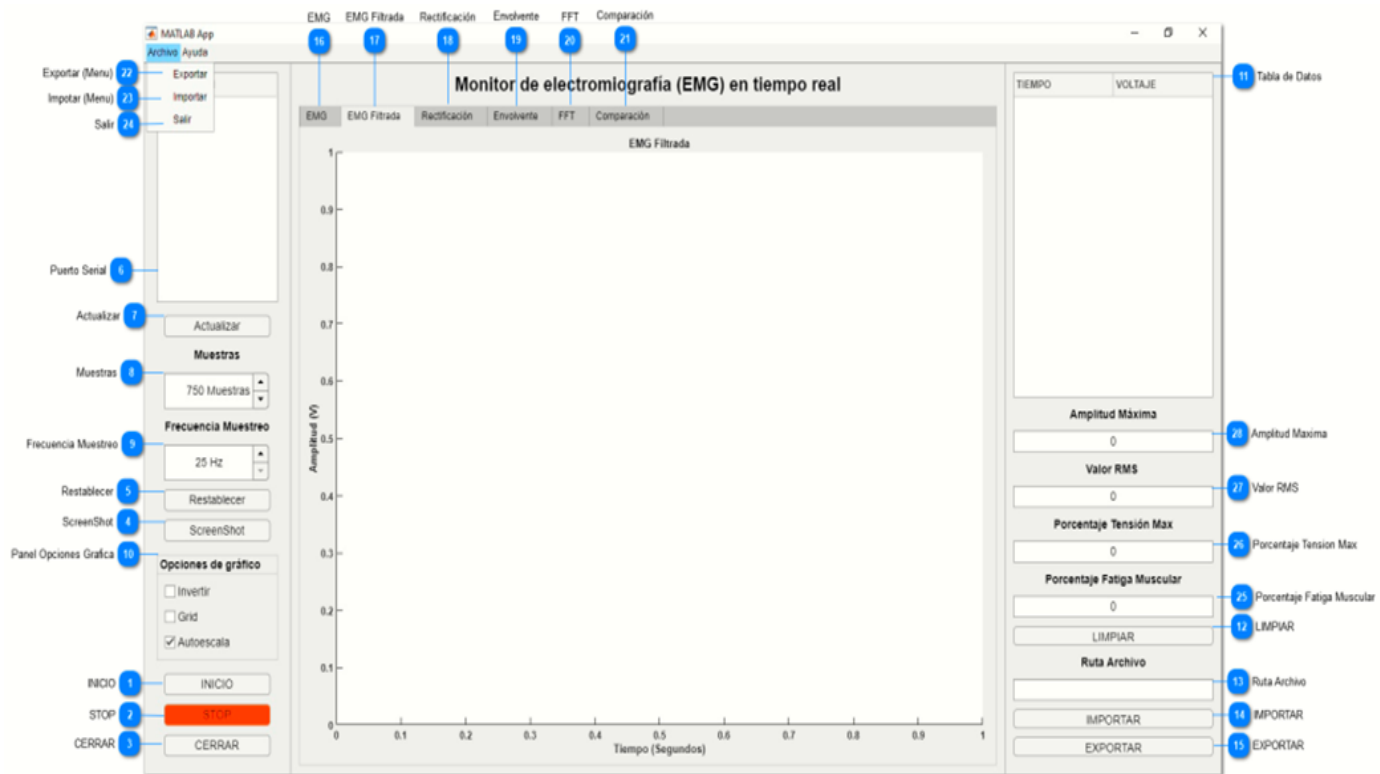 EMG EMG Filtrada Rectificación Envolvente FFT Comparación
16 17 18 19 20 21
MATLAB App
Archivo Ayuda
Exportar (Menu) 22 Exportar
Impotar (Menu) 23 Importar
Salir 24 Salir
Puerto Serial 6
Actualizar 7 Actualizar
Muestras
Muestras 8 750 Muestras
Frecuencia Muestreo
Frecuencia Muestreo 9 25 Hz
Restablecer 5 Restablecer
ScreenShot 4 ScreenShot
Panel Opciones Grafica 10 Opciones de gráfico
Invertir
Grid
Autoescala
INICIO 1 INICIO
STOP 2 STOP
CERRAR 3 CERRAR
Monitor de electromiografía (EMG) en tiempo real
EMG EMG Filtrada Rectificación Envolvente FFT Comparación
EMG Filtrada
Amplitud (V)
1
0.9
0.8
0.7
0.6
0.5
0.4
0.3
0.2
0.1
0
0 0.1 0.2 0.3 0.4 0.5 0.6 0.7 0.8 0.9 1
Tiempo (Segundos)
TIEMPO VOLTAJE
11 Tabla de Datos
Amplitud Máxima
0 28 Amplitud Maxima
Valor RMS
0 27 Valor RMS
Porcentaje Tensión Max
0 26 Porcentaje Tension Max
Porcentaje Fatiga Muscular
0 25 Porcentaje Fatiga Muscular
LIMPIAR 12 LIMPIAR
Ruta Archivo
13 Ruta Archivo
IMPORTAR 14 IMPORTAR
EXPORTAR 15 EXPORTAR